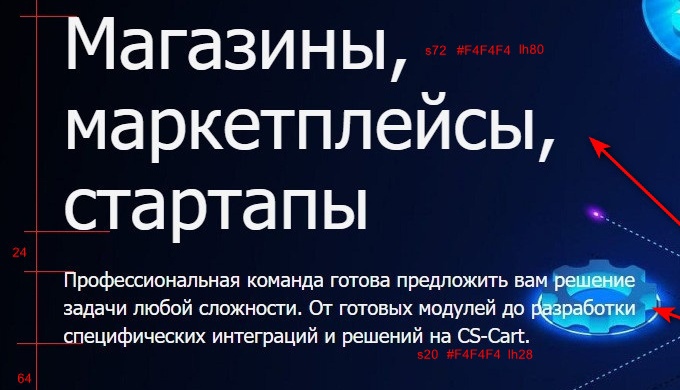 Магазины,
s72 #F4F4F4 lh80
маркетплейсы,
стартапы
24
Профессиональная команда готова предложить вам решение
задачи любой сложности. От готовых модулей до разработки
специфических интеграций и решений на CS-Cart.
s20 #F4F4F4 lh28
64